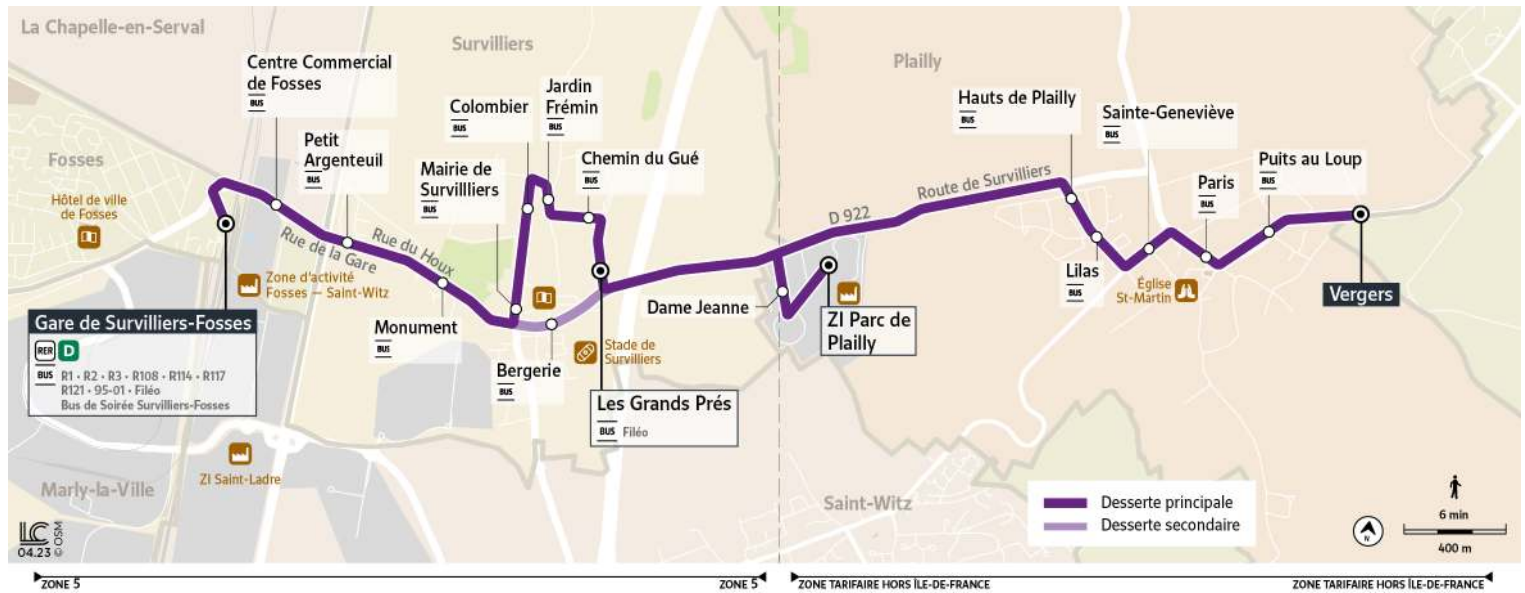 La Chapelle-en-Serval
Survilliers
Plailly
Fosses
Marly-la-Ville
Saint-Witz
Centre Commercial
de Fosses
BUS
Petit
Argenteuil
BUS
Colombier
BUS
Jardin
Frémin
BUS
Mairie de
Survillliers
BUS
Chemin du Gué
BUS
Hauts de Plailly
BUS
Sainte-Geneviève
BUS
Paris
BUS
Puits au Loup
BUS
Hôtel de ville
de Fosses
Rue de la Gare
Rue du Houx
D 922
Route de Survilliers
Zone d'activité
Fosses — Saint-Witz
Gare de Survilliers-Fosses
RER D
BUS R1 • R2 • R3 • R108 • R114 • R117
R121 • 95-01 • Filéo
Bus de Soirée Survilliers-Fosses
Monument
BUS
Bergerie
BUS
Stade de
Survilliers
Les Grands Prés
BUS Filéo
Dame Jeanne
ZI Parc de
Plailly
Lilas
BUS
Église
St-Martin
Vergers
ZI Saint-Ladre
Desserte principale
Desserte secondaire
N
6 min
400 m
LC
04.23 © OSM
ZONE 5
ZONE 5
ZONE TARIFAIRE HORS ÎLE-DE-FRANCE
ZONE TARIFAIRE HORS ÎLE-DE-FRANCE